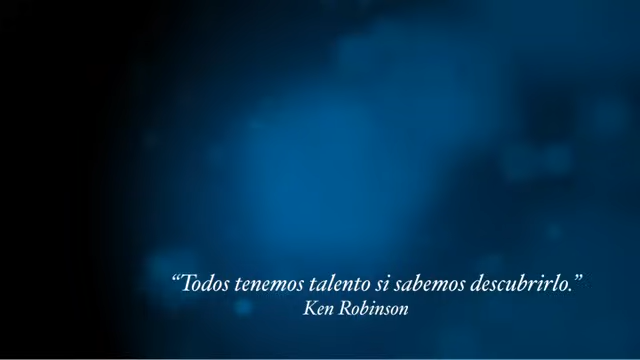 “Todos tenemos talento si sabemos descubrirlo.”
Ken Robinson